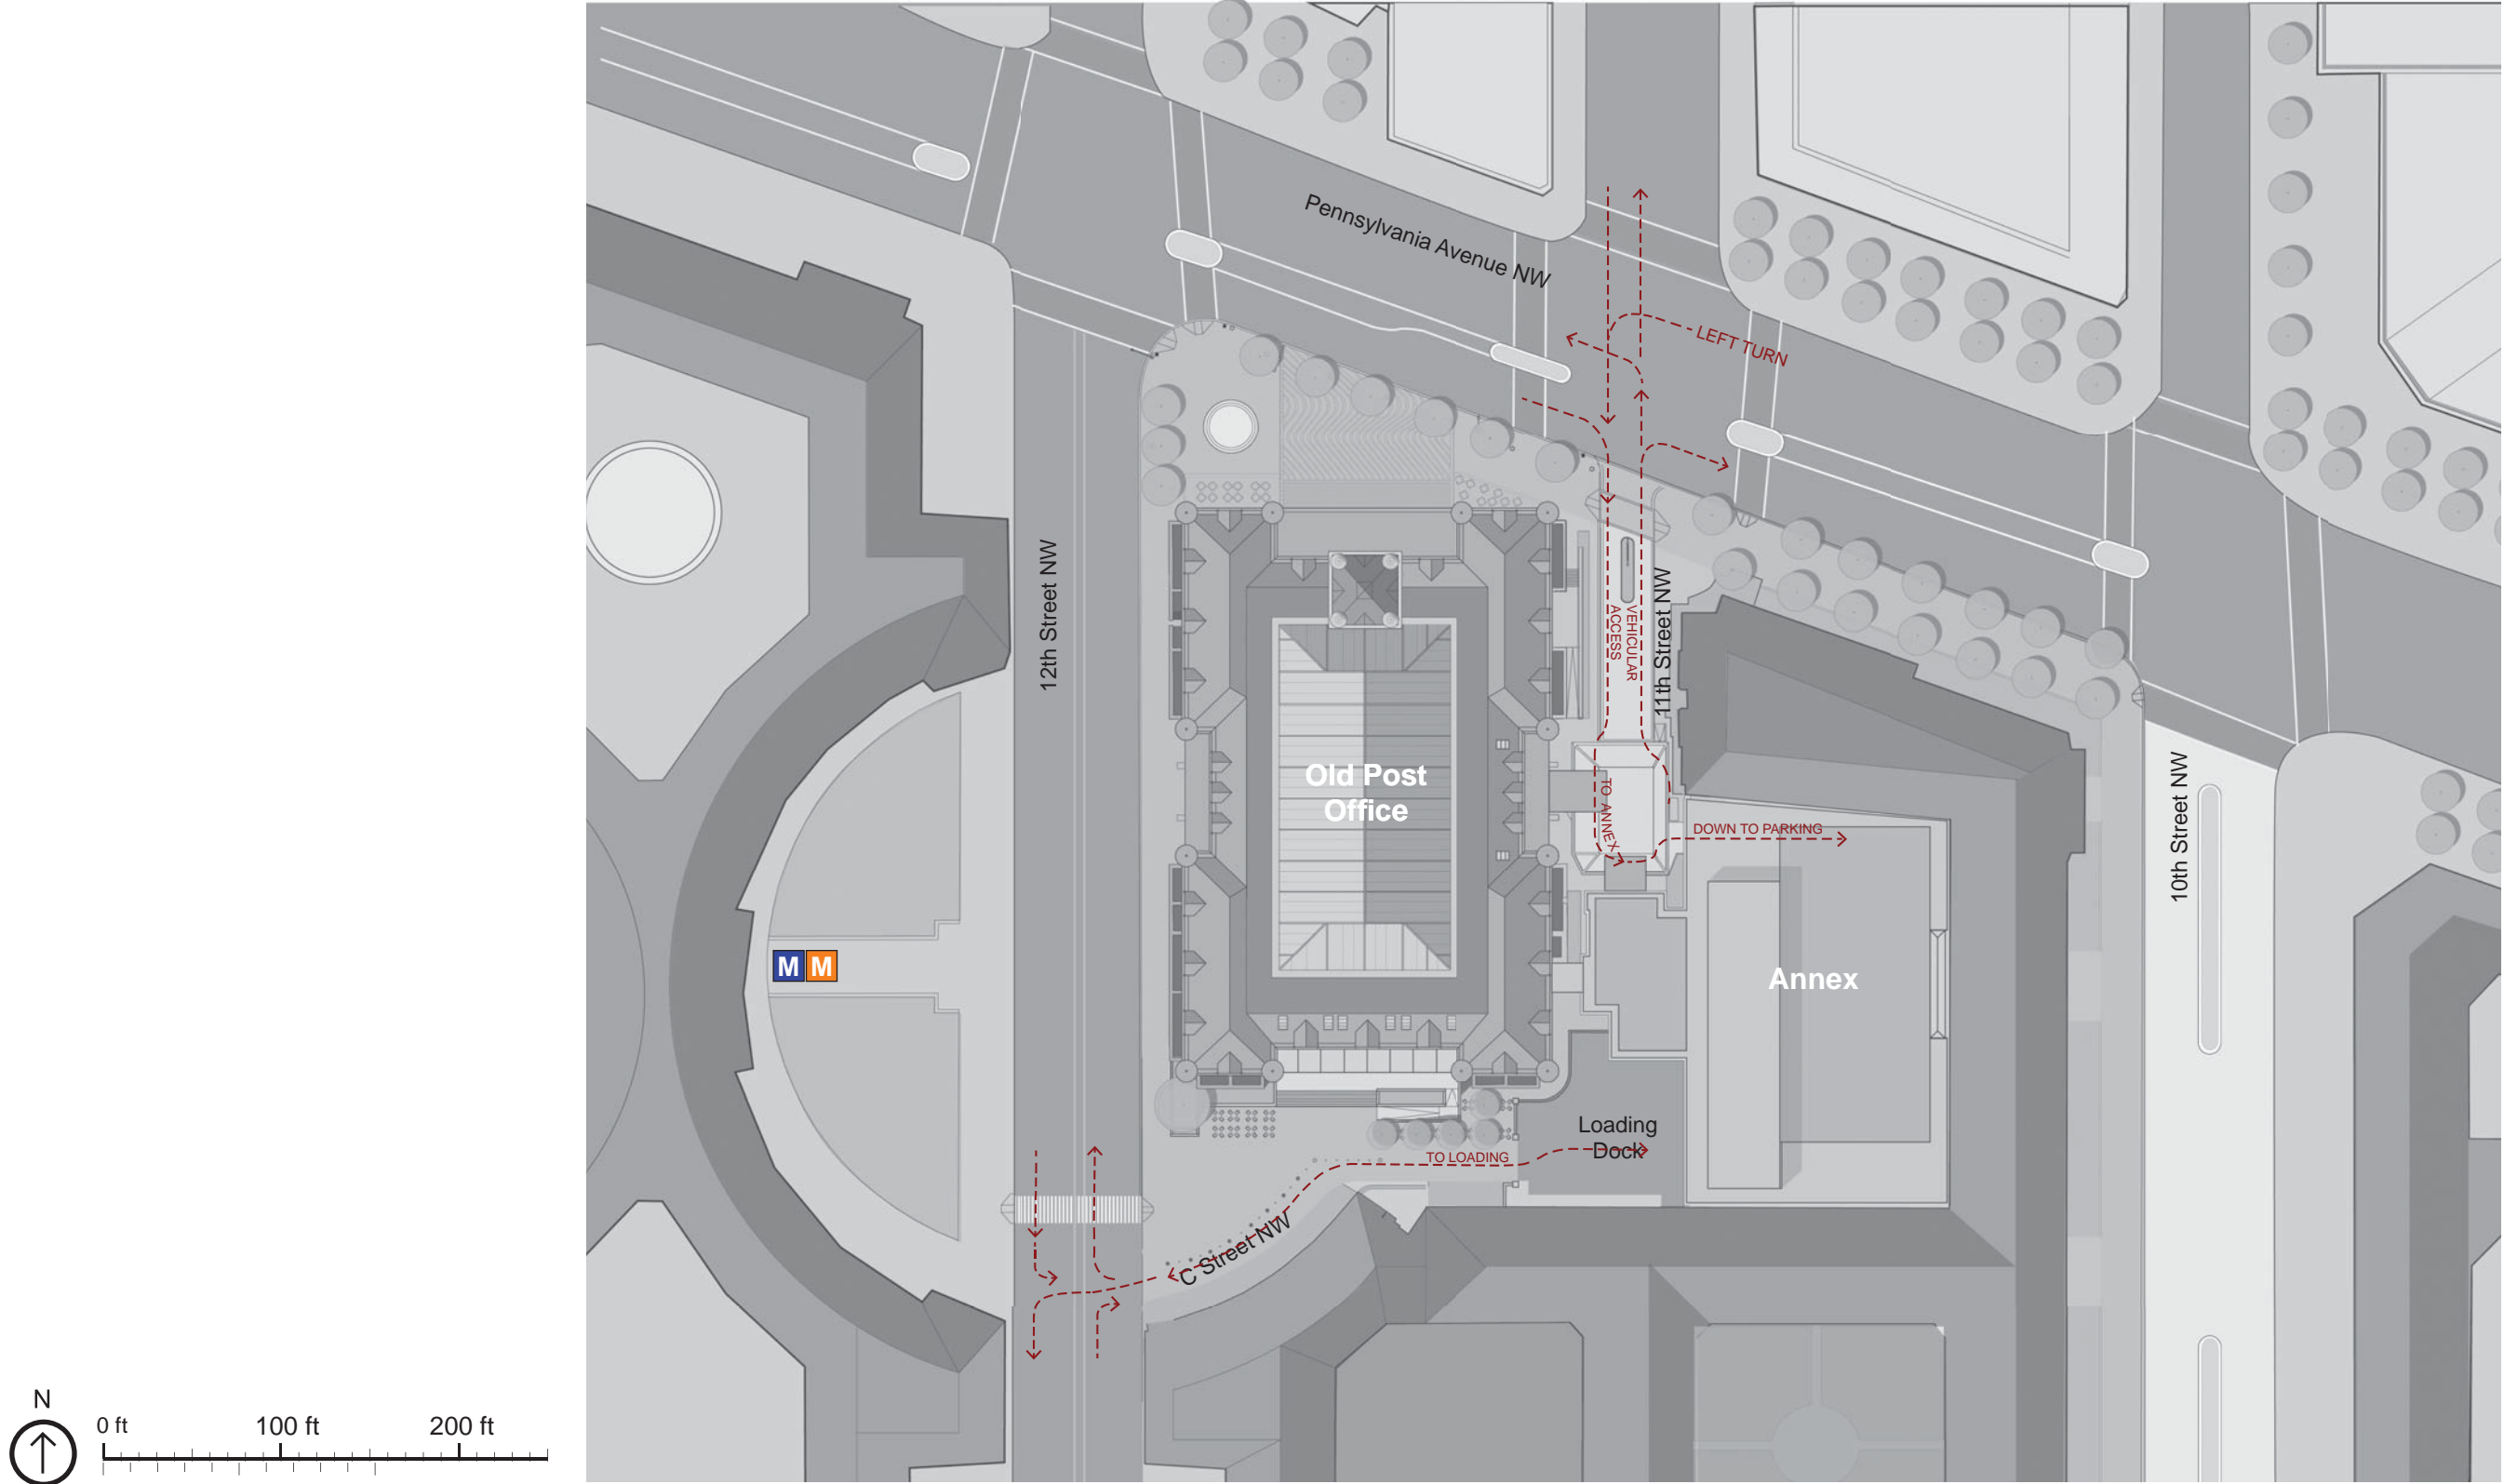 Pennsylvania Avenue NW
LEFT TURN
12th Street NW
VEHICULAR
ACCESS
11th Street NW
Old Post
Office
TO ANNEX
DOWN TO PARKING
10th Street NW
M M
Annex
Loading
Dock
TO LOADING
C Street NW
N
0 ft 100 ft 200 ft